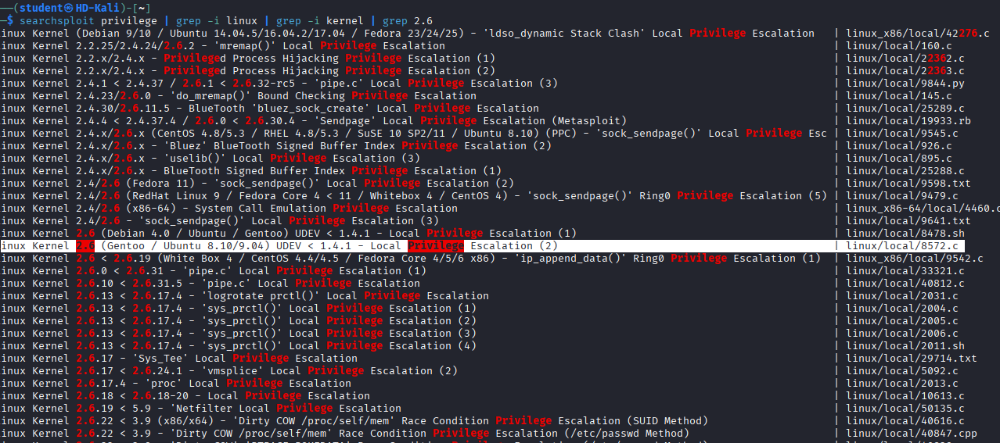 ──(student㉿HD-Kali)-[~]
─$ searchsploit privilege | grep -i linux | grep -i kernel | grep 2.6
inux Kernel (Debian 9/10 / Ubuntu 14.04.5/16.04.2/17.04 / Fedora 23/24/25) - 'ldso_dynamic Stack Clash' Local Privilege Escalation | linux_x86/local/42276.c
inux Kernel 2.2.25/2.4.24/2.6.2 - 'mremap()' Local Privilege Escalation | linux/local/160.c
inux Kernel 2.2.x/2.4.x - Privileged Process Hijacking Privilege Escalation (1) | linux/local/22362.c
inux Kernel 2.2.x/2.4.x - Privileged Process Hijacking Privilege Escalation (2) | linux/local/22363.c
inux Kernel 2.4.1 < 2.4.37 / 2.6.1 < 2.6.32-rc5 - 'pipe.c' Local Privilege Escalation (3) | linux/local/9844.py
inux Kernel 2.4.23/2.6.0 - 'do_mremap()' Bound Checking Privilege Escalation | linux/local/145.c
inux Kernel 2.4.30/2.6.11.5 - BlueTooth 'bluez_sock_create' Local Privilege Escalation | linux/local/25289.c
inux Kernel 2.4.4 < 2.4.37.4 / 2.6.0 < 2.6.30.4 - 'Sendpage' Local Privilege Escalation (Metasploit) | linux/local/19933.rb
inux Kernel 2.4.x/2.6.x (CentOS 4.8/5.3 / RHEL 4.8/5.3 / SuSE 10 SP2/11 / Ubuntu 8.10) (PPC) - 'sock_sendpage()' Local Privilege Esc | linux/local/9545.c
inux Kernel 2.4.x/2.6.x - 'Bluez' BlueTooth Signed Buffer Index Privilege Escalation (2) | linux/local/926.c
inux Kernel 2.4.x/2.6.x - 'uselib()' Local Privilege Escalation (3) | linux/local/895.c
inux Kernel 2.4.x/2.6.x - BlueTooth Signed Buffer Index Privilege Escalation (1) | linux/local/25288.c
inux Kernel 2.4/2.6 (Fedora 11) - 'sock_sendpage()' Local Privilege Escalation (2) | linux/local/9598.txt
inux Kernel 2.4/2.6 (RedHat Linux 9 / Fedora Core 4 < 11 / Whitebox 4 / CentOS 4) - 'sock_sendpage()' Ring0 Privilege Escalation (5) | linux/local/9479.c
inux Kernel 2.4/2.6 (x86-64) - System Call Emulation Privilege Escalation | linux_x86-64/local/4460.c
inux Kernel 2.4/2.6 - 'sock_sendpage()' Local Privilege Escalation (3) | linux/local/9641.txt
inux Kernel 2.6 (Debian 4.0 / Ubuntu / Gentoo) UDEV < 1.4.1 - Local Privilege Escalation (1) | linux/local/8478.sh
inux Kernel 2.6 (Gentoo / Ubuntu 8.10/9.04) UDEV < 1.4.1 - Local Privilege Escalation (2) | linux/local/8572.c
inux Kernel 2.6 < 2.6.19 (White Box 4 / CentOS 4.4/4.5 / Fedora Core 4/5/6 x86) - 'ip_append_data()' Ring0 Privilege Escalation (1) | linux_x86/local/9542.c
inux Kernel 2.6.0 < 2.6.31 - 'pipe.c' Local Privilege Escalation (1) | linux/local/33321.c
inux Kernel 2.6.10 < 2.6.31.5 - 'pipe.c' Local Privilege Escalation | linux/local/40812.c
inux Kernel 2.6.13 < 2.6.17.4 - 'logrotate prctl()' Local Privilege Escalation | linux/local/2031.c
inux Kernel 2.6.13 < 2.6.17.4 - 'sys_prctl()' Local Privilege Escalation (1) | linux/local/2004.c
inux Kernel 2.6.13 < 2.6.17.4 - 'sys_prctl()' Local Privilege Escalation (2) | linux/local/2005.c
inux Kernel 2.6.13 < 2.6.17.4 - 'sys_prctl()' Local Privilege Escalation (3) | linux/local/2006.c
inux Kernel 2.6.13 < 2.6.17.4 - 'sys_prctl()' Local Privilege Escalation (4) | linux/local/2011.sh
inux Kernel 2.6.17 - 'Sys_Tee' Local Privilege Escalation | linux/local/29714.txt
inux Kernel 2.6.17 < 2.6.24.1 - 'vmsplice' Local Privilege Escalation (2) | linux/local/5092.c
inux Kernel 2.6.17.4 - 'proc' Local Privilege Escalation | linux/local/2013.c
inux Kernel 2.6.18 < 2.6.18-20 - Local Privilege Escalation | linux/local/10613.c
inux Kernel 2.6.19 < 5.9 - 'Netfilter Local Privilege Escalation | linux/local/50135.c
inux Kernel 2.6.22 < 3.9 (x86/x64) - 'Dirty COW /proc/self/mem' Race Condition Privilege Escalation (SUID Method) | linux/local/40616.c
inux Kernel 2.6.22 < 3.9 - 'Dirty COW /proc/self/mem' Race Condition Privilege Escalation (/etc/passwd Method) | linux/local/40847.cpp